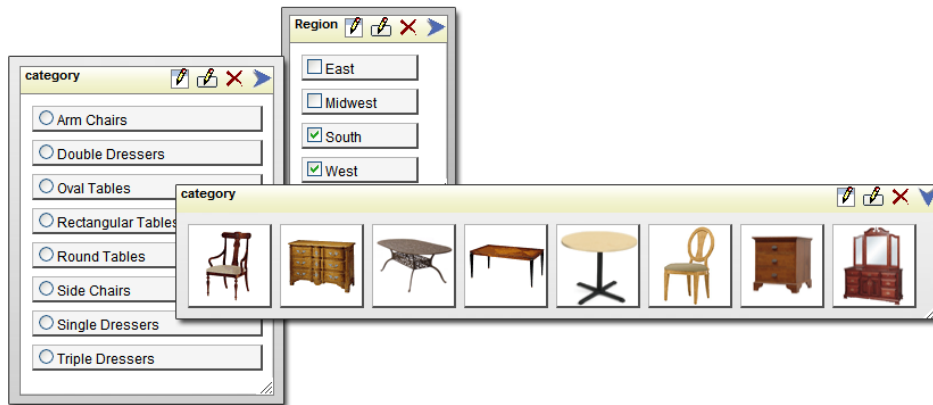 Region
East
Midwest
South
West
category
Arm Chairs
Double Dressers
Oval Tables
Rectangular Tables
Round Tables
Side Chairs
Single Dressers
Triple Dressers
category